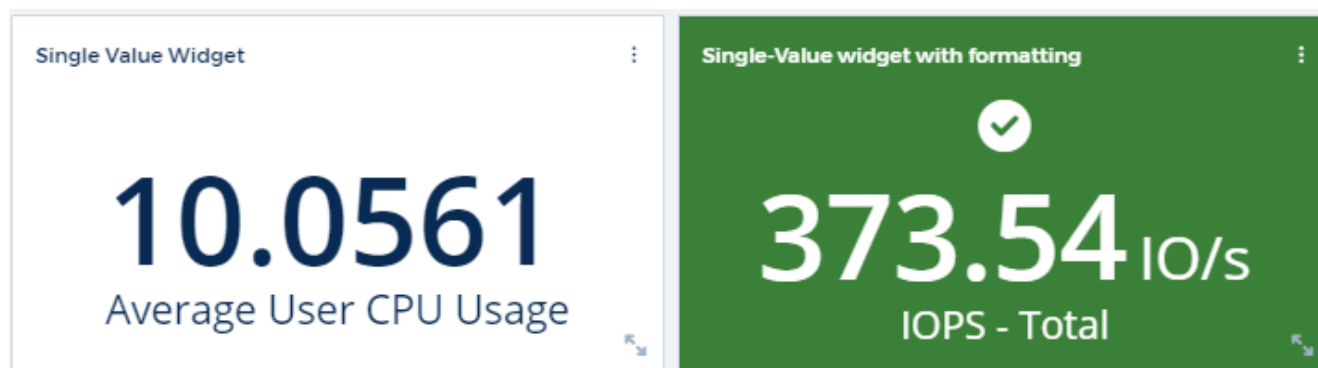 Single Value Widget
10.0561
Average User CPU Usage
Single-Value widget with formatting
373.54 IO/s
IOPS - Total